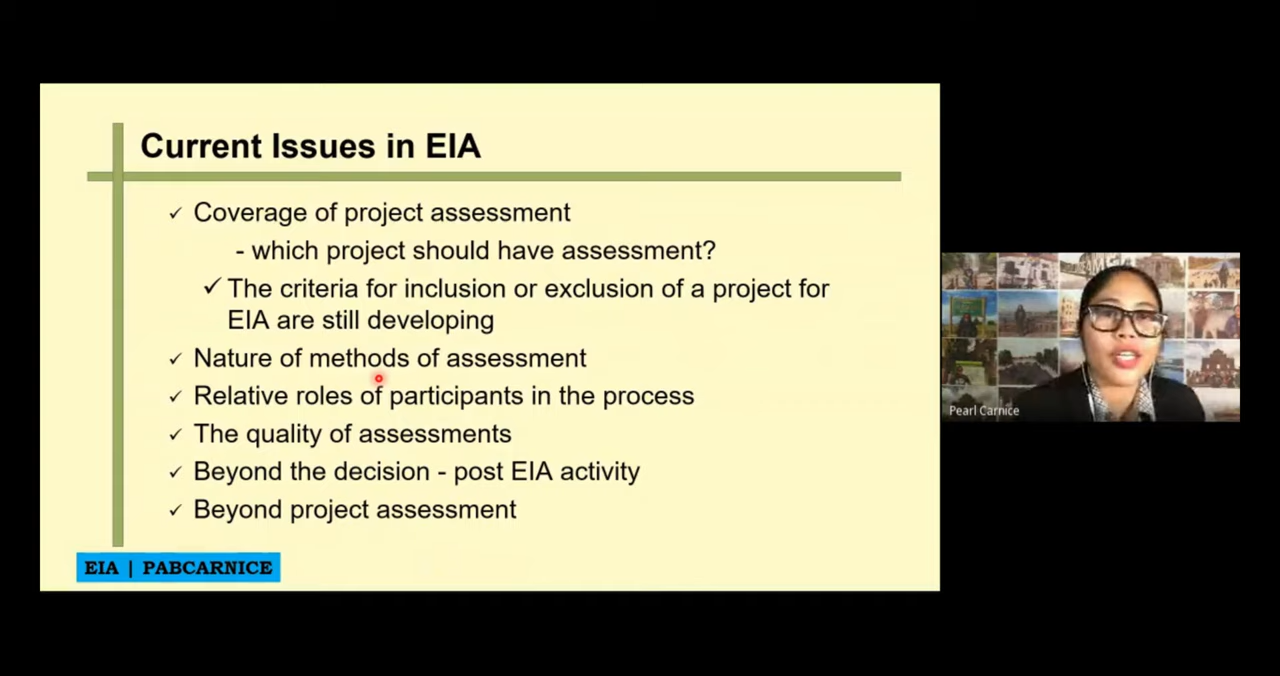 Current Issues in EIA
✓ Coverage of project assessment
- which project should have assessment?
✓ The criteria for inclusion or exclusion of a project for
EIA are still developing
✓ Nature of methods of assessment
✓ Relative roles of participants in the process
✓ The quality of assessments
✓ Beyond the decision - post EIA activity
✓ Beyond project assessment
EIA | PABCARNICE
Pearl Carnice